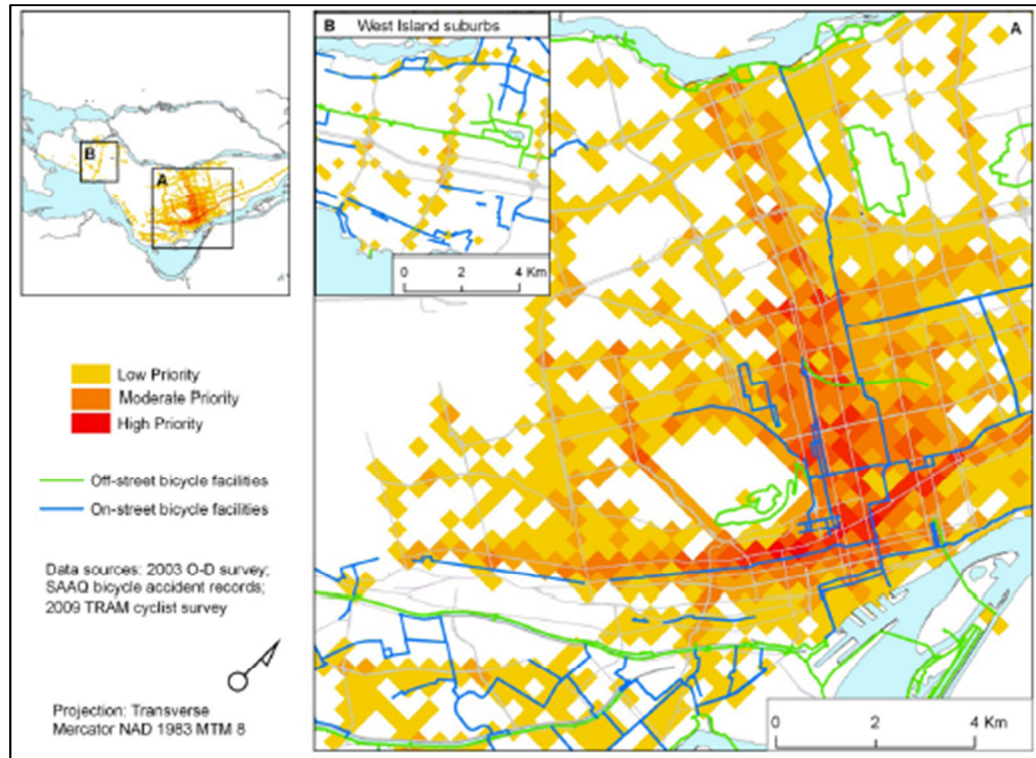 B West Island suburbs
A
B
A
0 2 4 Km
Low Priority
Moderate Priority
High Priority
Off-street bicycle facilities
On-street bicycle facilities
Data sources: 2003 O-D survey;
SAAQ bicycle accident records;
2009 TRAM cyclist survey
Projection: Transverse
Mercator NAD 1983 MTM 8
0 2 4 Km